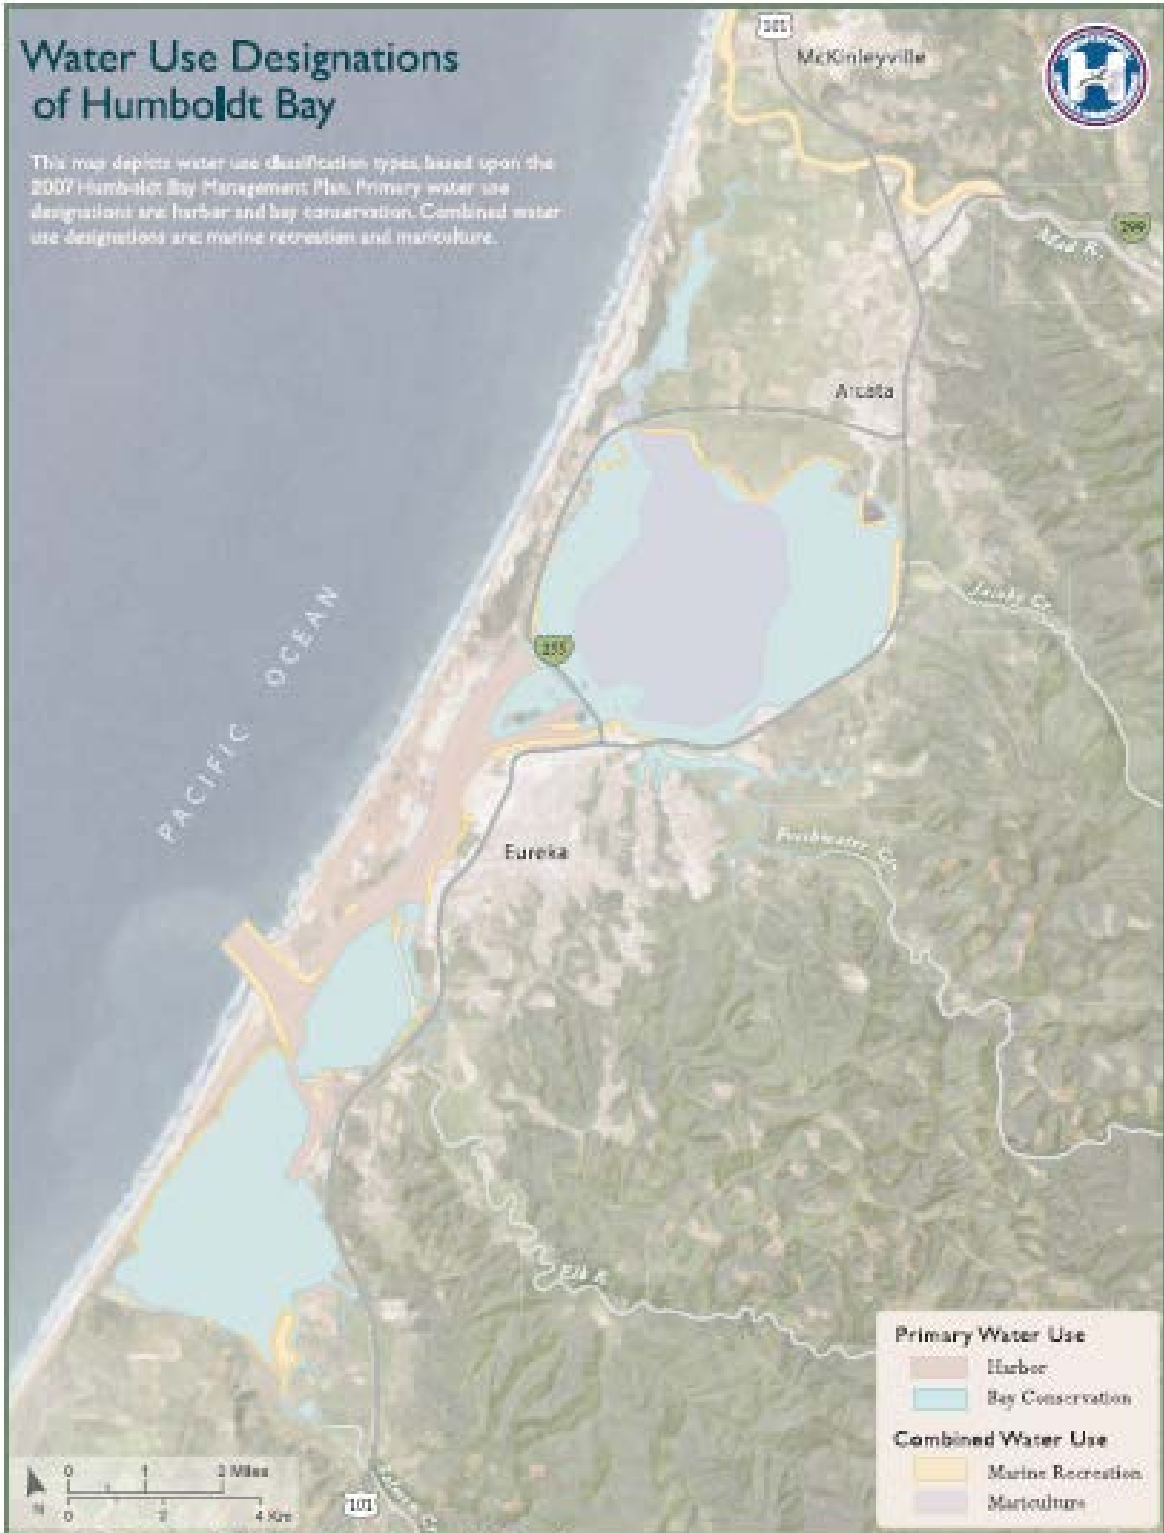 Water Use Designations
of Humboldt Bay
This map depicts water use classification types, based upon the
2007 Humboldt Bay Management Plan. Primary water use
designations are: harbor and bay conservation. Combined water
use designations are: marine recreation and mariculture.
101
McKinleyville
299
Mad R.
Arcata
Jacoby Cr.
255
PACIFIC OCEAN
Eureka
Freshwater Cr.
Elk R.
Primary Water Use
Harbor
Bay Conservation
Combined Water Use
Marine Recreation
Mariculture
0 1 2 Miles
N
0 2 4 Km
101